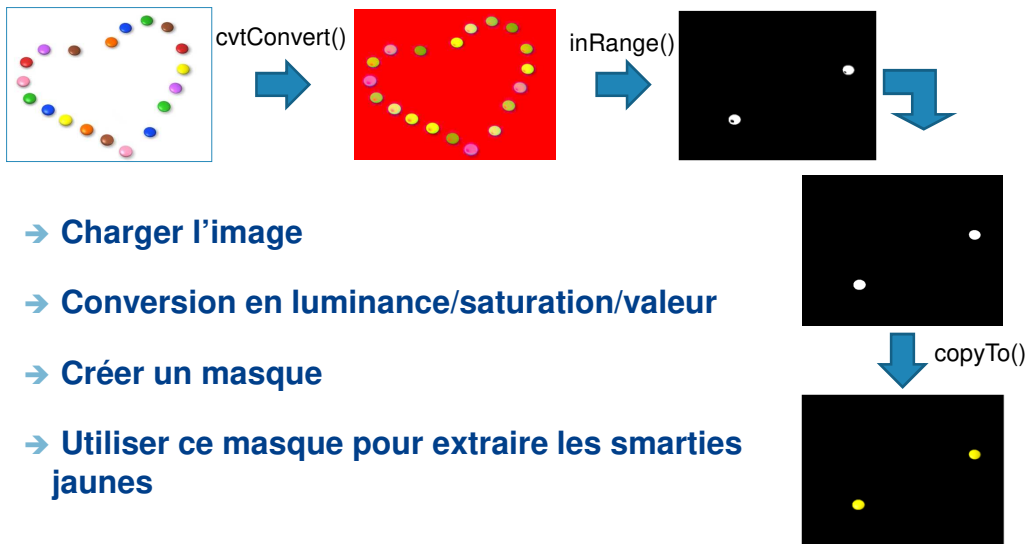 cvtConvert()
inRange()
➔ Charger l’image
➔ Conversion en luminance/saturation/valeur
➔ Créer un masque
➔ Utiliser ce masque pour extraire les smarties
jaunes
copyTo()